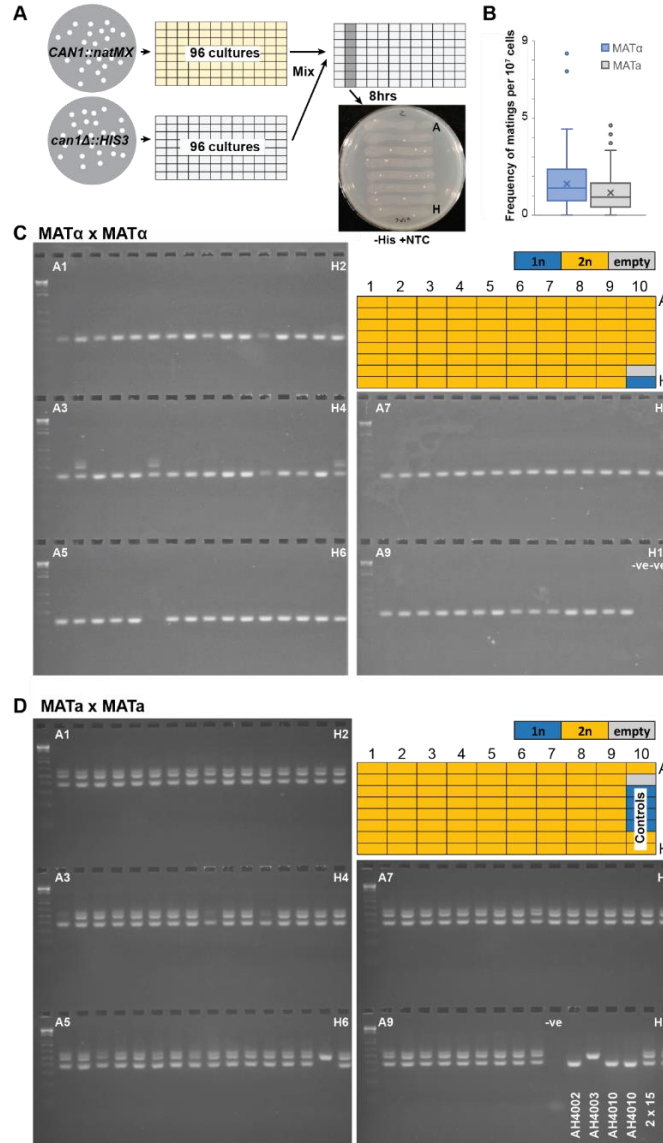 A
CAN1::natMX
96 cultures
Mix
can1Δ::HIS3
96 cultures
8hrs
A
H
-His +NTC
B
Frequency of matings per 10⁷ cells
9
5
0
MATα
MATa
C MATα x MATα
A1 H2
A3 H4
A5 H6
1n 2n empty
1 2 3 4 5 6 7 8 9 10
A
H
A7 H
A9 H1
-ve-ve
D MATa x MATa
A1 H2
A3 H4
A5 H6
1n 2n empty
1 2 3 4 5 6 7 8 9 10
A
Controls
H
A7 H
A9 -ve H
AH4002
AH4003
AH4010
AH4010
2 x 15